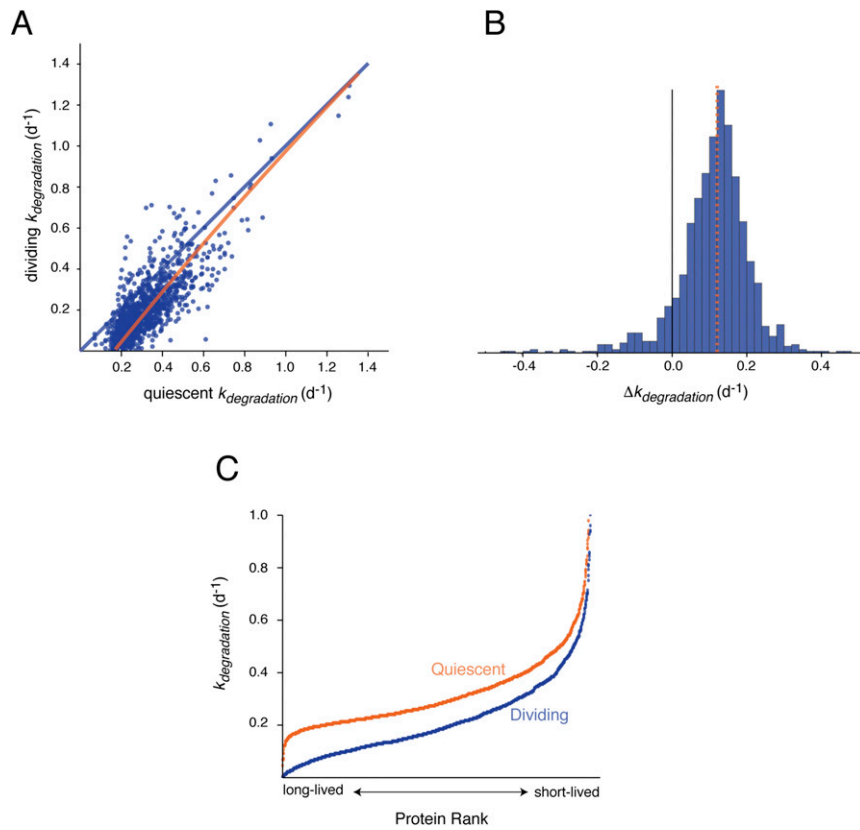 A
1.4
1.2
1.0
0.8
0.6
0.4
0.2
dividing kdegradation (d-1)
0.2 0.4 0.6 0.8 1.0 1.2 1.4
quiescent kdegradation (d-1)
B
-0.4 -0.2 0.0 0.2 0.4
Δkdegradation (d-1)
C
1.0
0.8
0.6
0.4
0.2
kdegradation (d-1)
Quiescent
Dividing
long-lived short-lived
Protein Rank